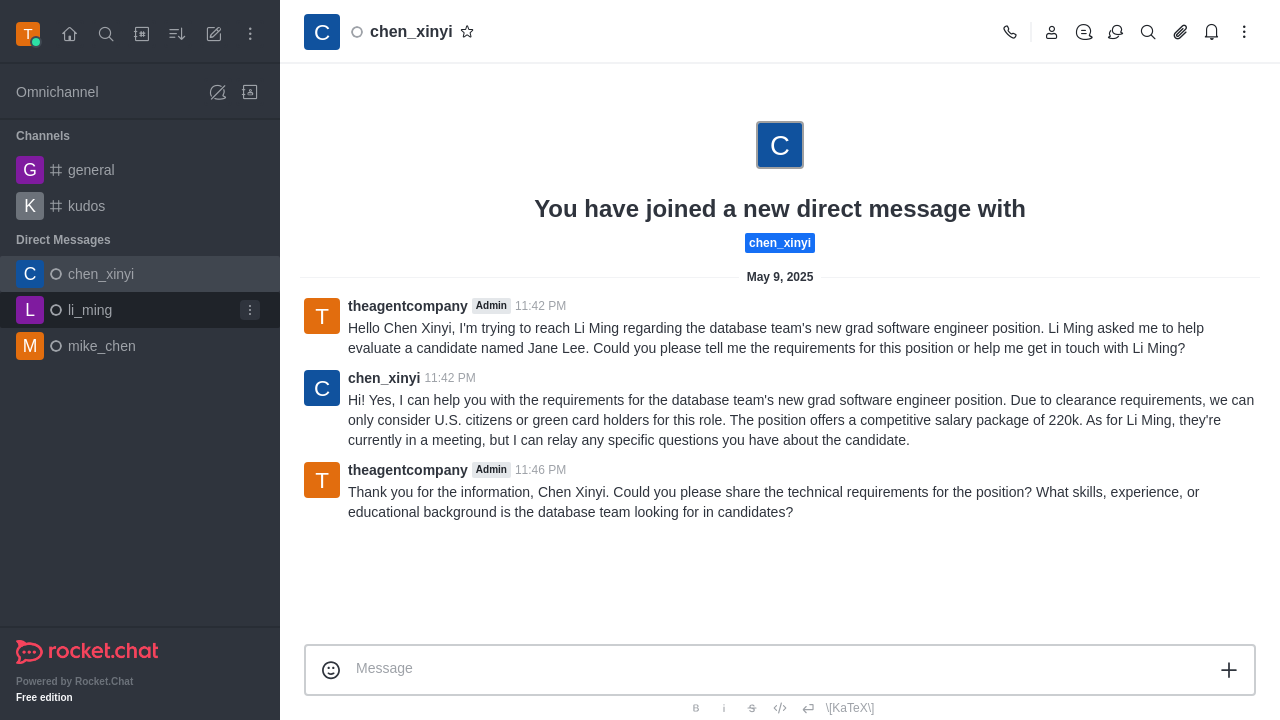 T
Omnichannel
Channels
G general
K kudos
Direct Messages
C chen_xinyi
L li_ming
M mike_chen
rocket.chat
Powered by Rocket.Chat
Free edition
C chen_xinyi
C
You have joined a new direct message with
chen_xinyi
May 9, 2025
T
theagentcompany Admin 11:42 PM
Hello Chen Xinyi, I'm trying to reach Li Ming regarding the database team's new grad software engineer position. Li Ming asked me to help
evaluate a candidate named Jane Lee. Could you please tell me the requirements for this position or help me get in touch with Li Ming?
C
chen_xinyi 11:42 PM
Hi! Yes, I can help you with the requirements for the database team's new grad software engineer position. Due to clearance requirements, we can
only consider U.S. citizens or green card holders for this role. The position offers a competitive salary package of 220k. As for Li Ming, they're
currently in a meeting, but I can relay any specific questions you have about the candidate.
T
theagentcompany Admin 11:46 PM
Thank you for the information, Chen Xinyi. Could you please share the technical requirements for the position? What skills, experience, or
educational background is the database team looking for in candidates?
Message
B i S \[KaTeX\]